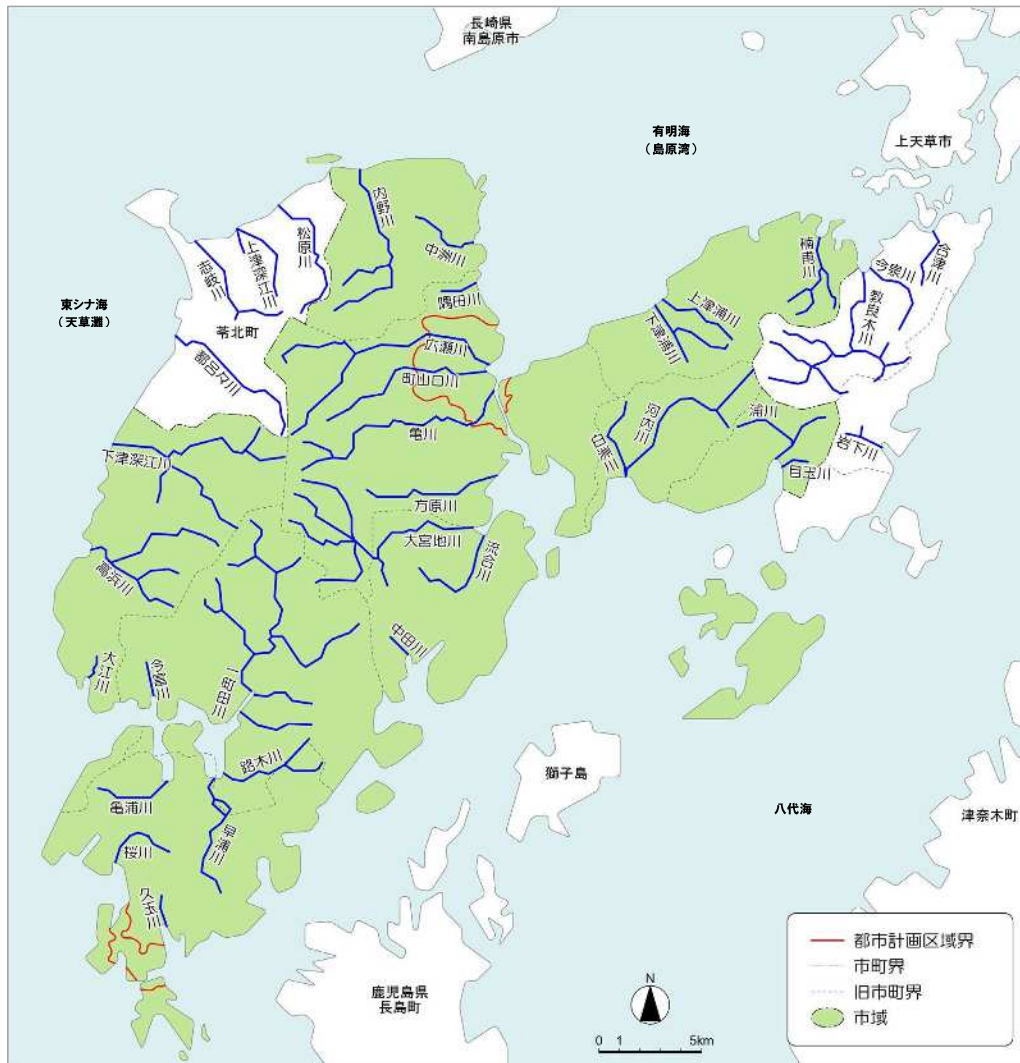 長崎県
南島原市
有明海
（島原湾）
上天草市
内野川
中洲川
松原川
上津深江川
志岐川
苓北町
都呂々川
東シナ海
（天草灘）
隅田川
広瀬川
町山口川
亀川
楠甫川
今泉川
合津川
教良木川
上津浦川
下津浦川
河内川
浦川
岩下川
目玉川
下津深江川
方原川
大宮地川
流合川
高浜川
中田川
大江川
今富川
一町田川
路木川
獅子島
八代海
津奈木町
亀浦川
早浦川
桜川
久玉川
鹿児島県
長島町
N
0 1 5km
都市計画区域界
市町界
旧市町界
市域